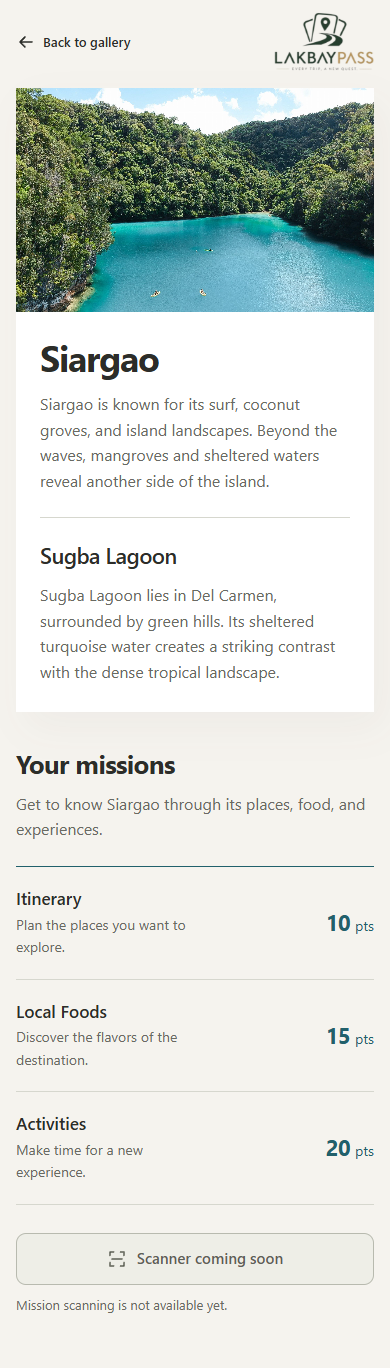 Back to gallery
LAKBAYPASS
EVERY TRIP, A NEW QUEST
Siargao
Siargao is known for its surf, coconut
groves, and island landscapes. Beyond the
waves, mangroves and sheltered waters
reveal another side of the island.
Sugba Lagoon
Sugba Lagoon lies in Del Carmen,
surrounded by green hills. Its sheltered
turquoise water creates a striking contrast
with the dense tropical landscape.
Your missions
Get to know Siargao through its places, food, and
experiences.
Itinerary
Plan the places you want to
explore.
10 pts
Local Foods
Discover the flavors of the
destination.
15 pts
Activities
Make time for a new
experience.
20 pts
Scanner coming soon
Mission scanning is not available yet.